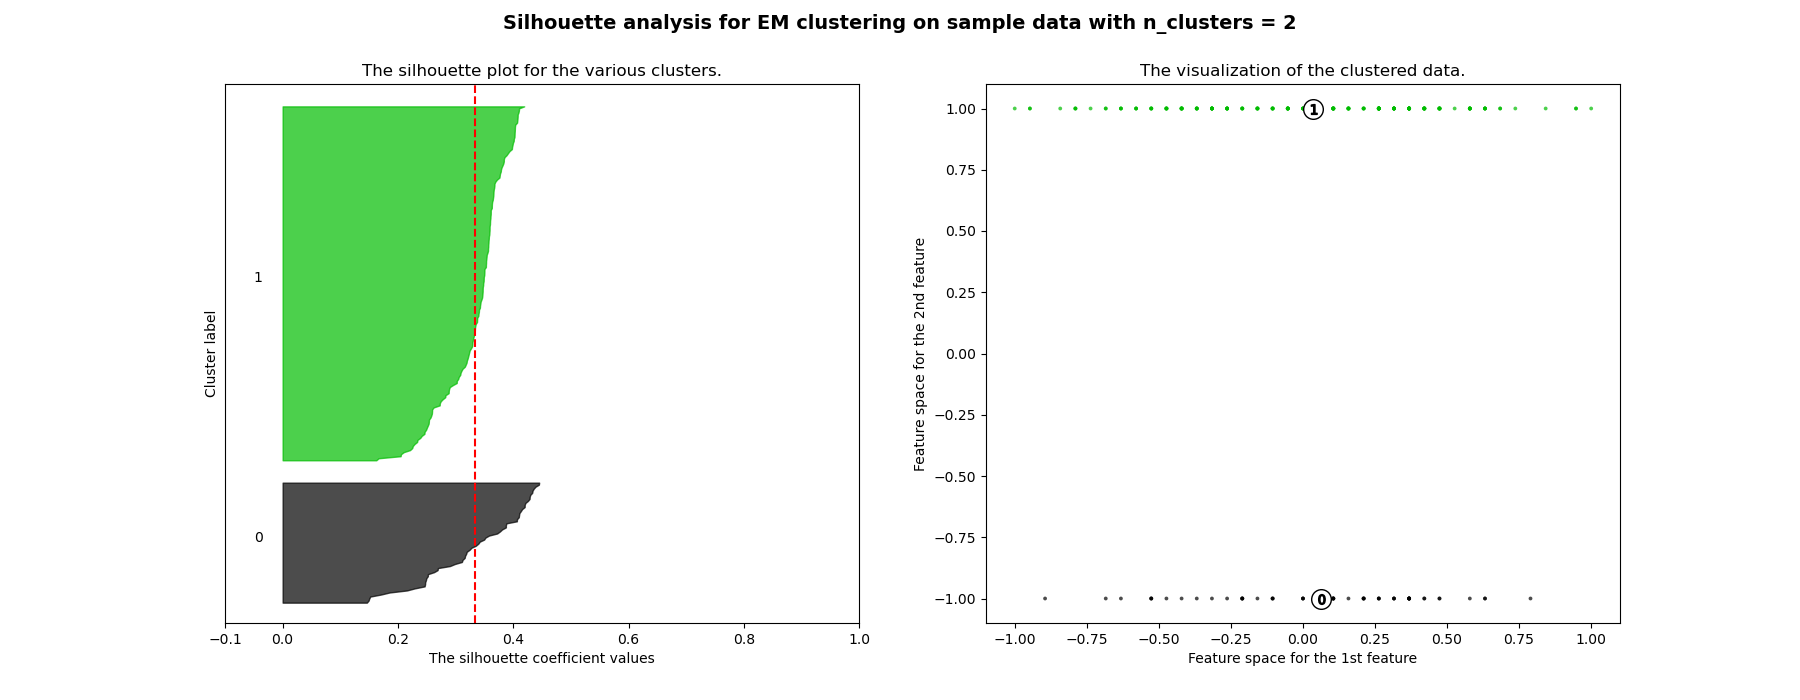 Silhouette analysis for EM clustering on sample data with n_clusters = 2
The silhouette plot for the various clusters.
Cluster label
1
0
−0.1 0.0 0.2 0.4 0.6 0.8 1.0
The silhouette coefficient values
The visualization of the clustered data.
Feature space for the 2nd feature
1.00
0.75
0.50
0.25
0.00
−0.25
−0.50
−0.75
−1.00
1
0
−1.00 −0.75 −0.50 −0.25 0.00 0.25 0.50 0.75 1.00
Feature space for the 1st feature